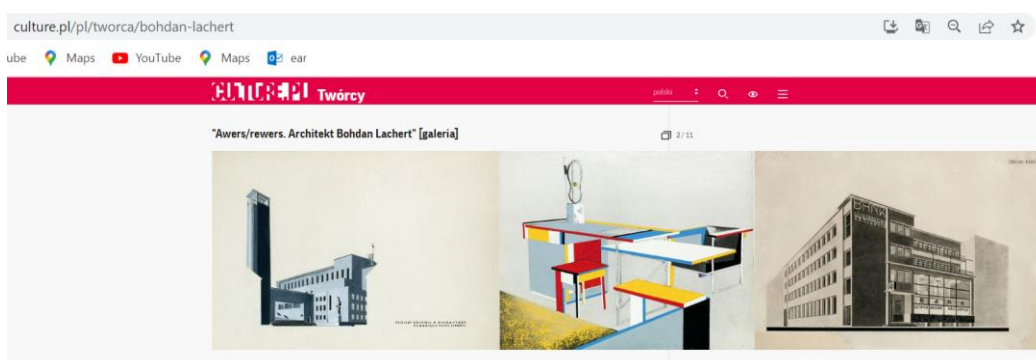 culture.pl/pl/tworca/bohdan-lachert
ube Maps YouTube Maps ear
CULTURE.PL Twórcy
polski
"Awers/rewers. Architekt Bohdan Lachert" [galeria]
2/11
BANK